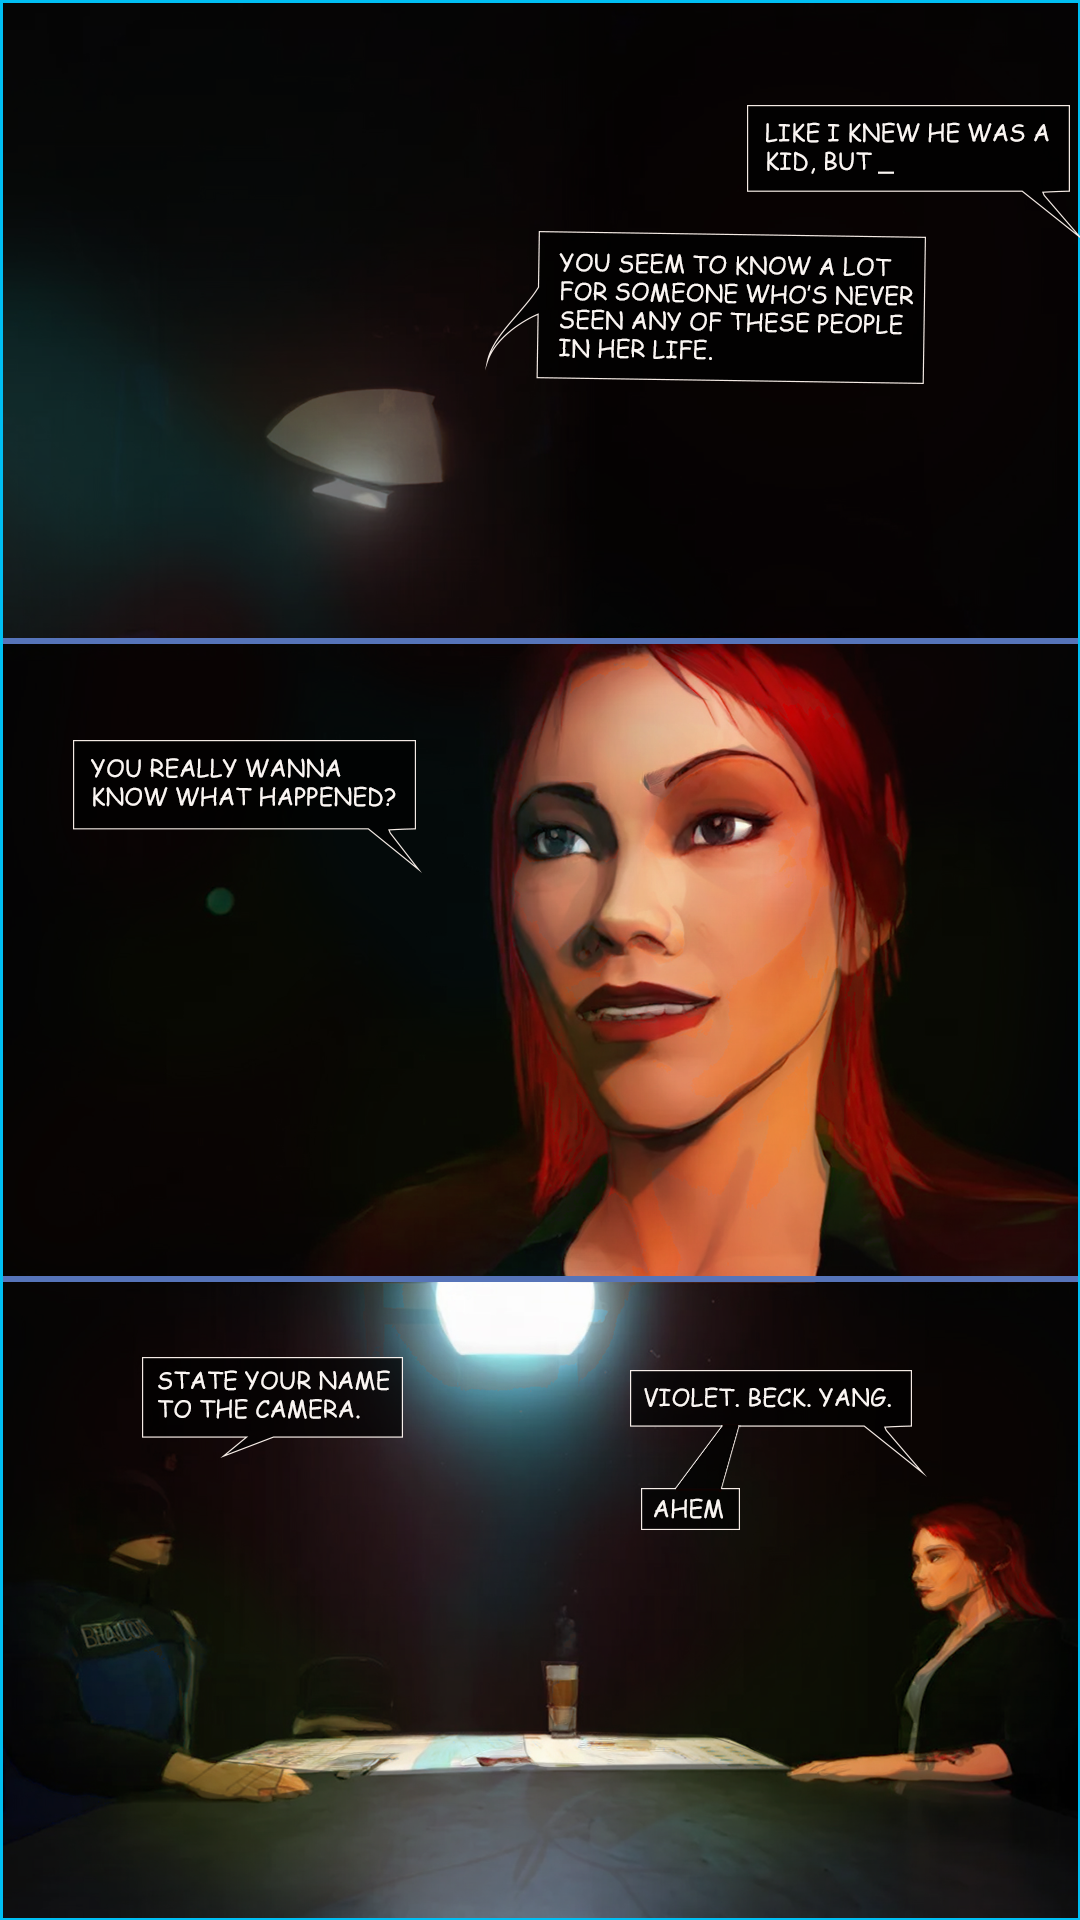 LIKE I KNEW HE WAS A
KID, BUT _
YOU SEEM TO KNOW A LOT
FOR SOMEONE WHO'S NEVER
SEEN ANY OF THESE PEOPLE
IN HER LIFE.
YOU REALLY WANNA
KNOW WHAT HAPPENED?
STATE YOUR NAME
TO THE CAMERA.
VIOLET. BECK. YANG.
AHEM